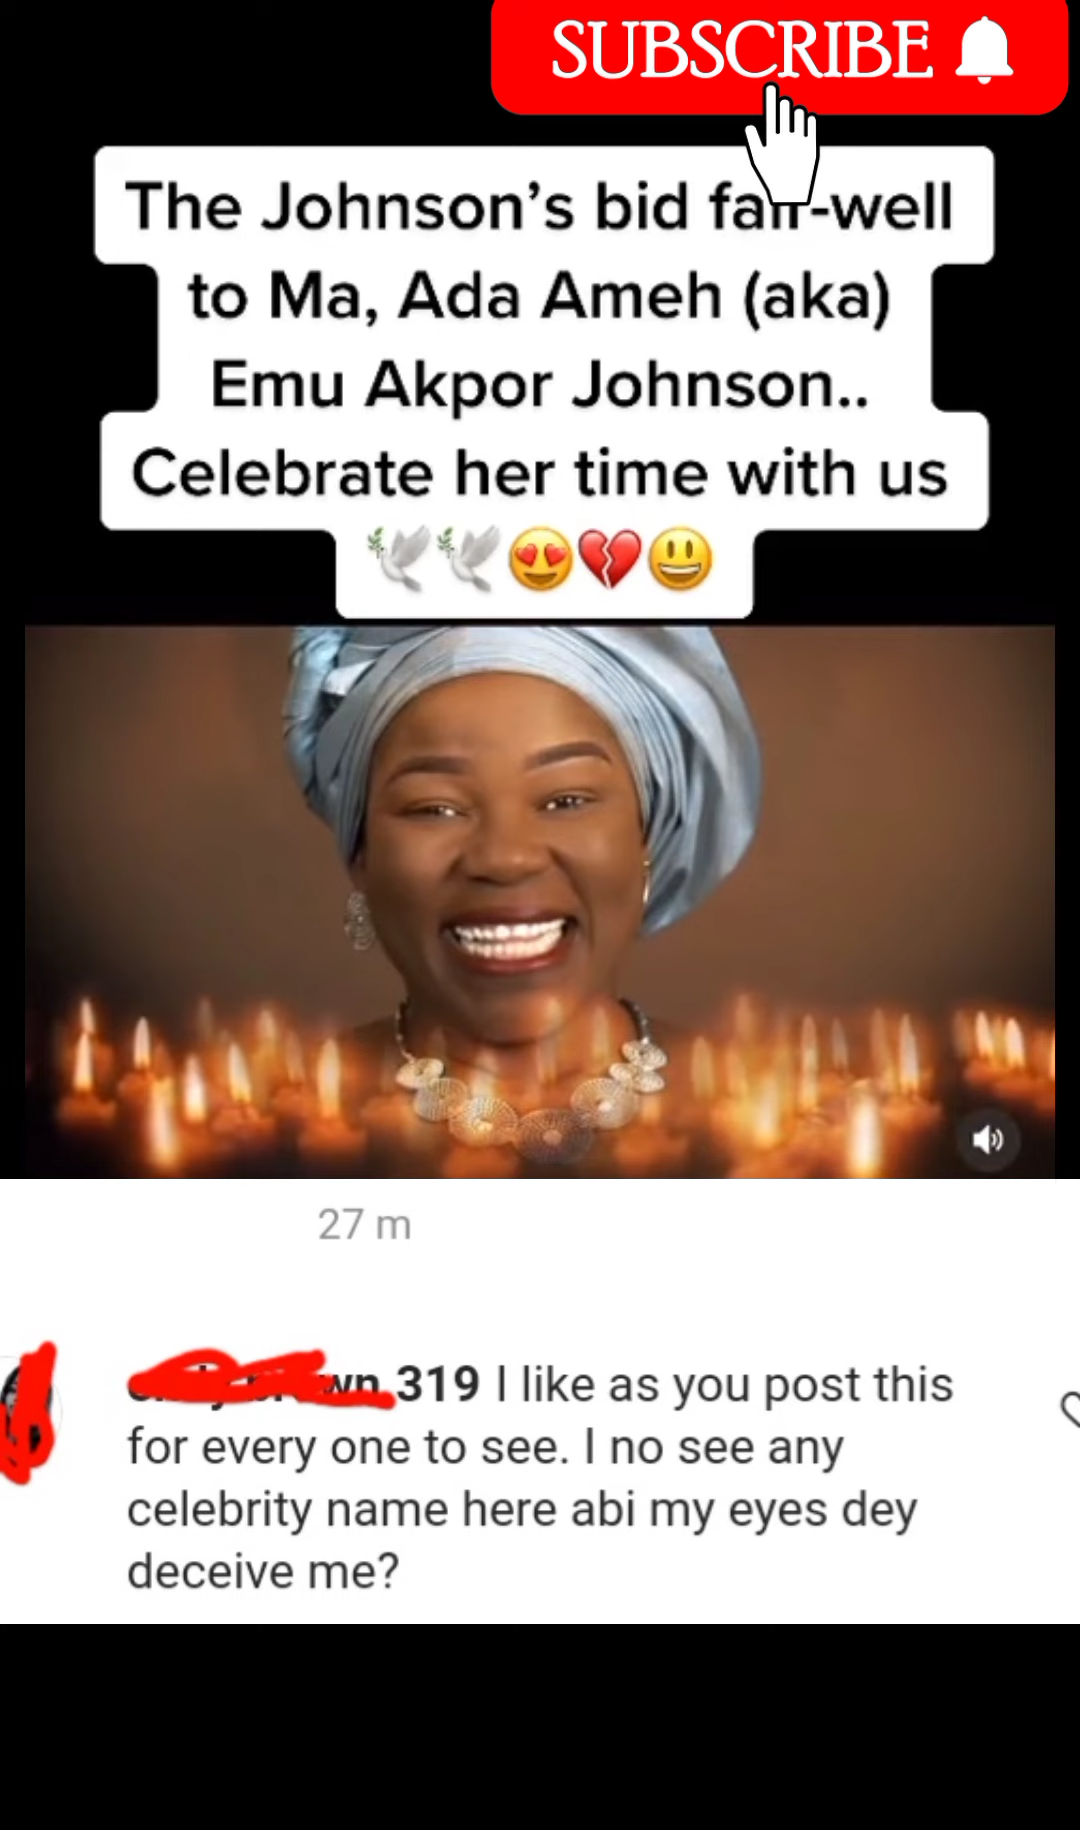 SUBSCRIBE
The Johnson's bid fair-well
to Ma, Ada Ameh (aka)
Emu Akpor Johnson..
Celebrate her time with us
🕊️🕊️😍💔😃
27 m
319 I like as you post this
for every one to see. I no see any
celebrity name here abi my eyes dey
deceive me?